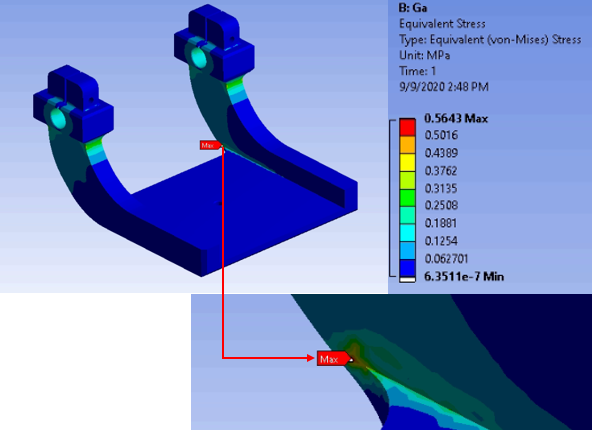 B: Ga
Equivalent Stress
Type: Equivalent (von-Mises) Stress
Unit: MPa
Time: 1
9/9/2020 2:48 PM
0.5643 Max
0.5016
0.4389
0.3762
0.3135
0.2508
0.1881
0.1254
0.062701
6.3511e-7 Min
Max
Max